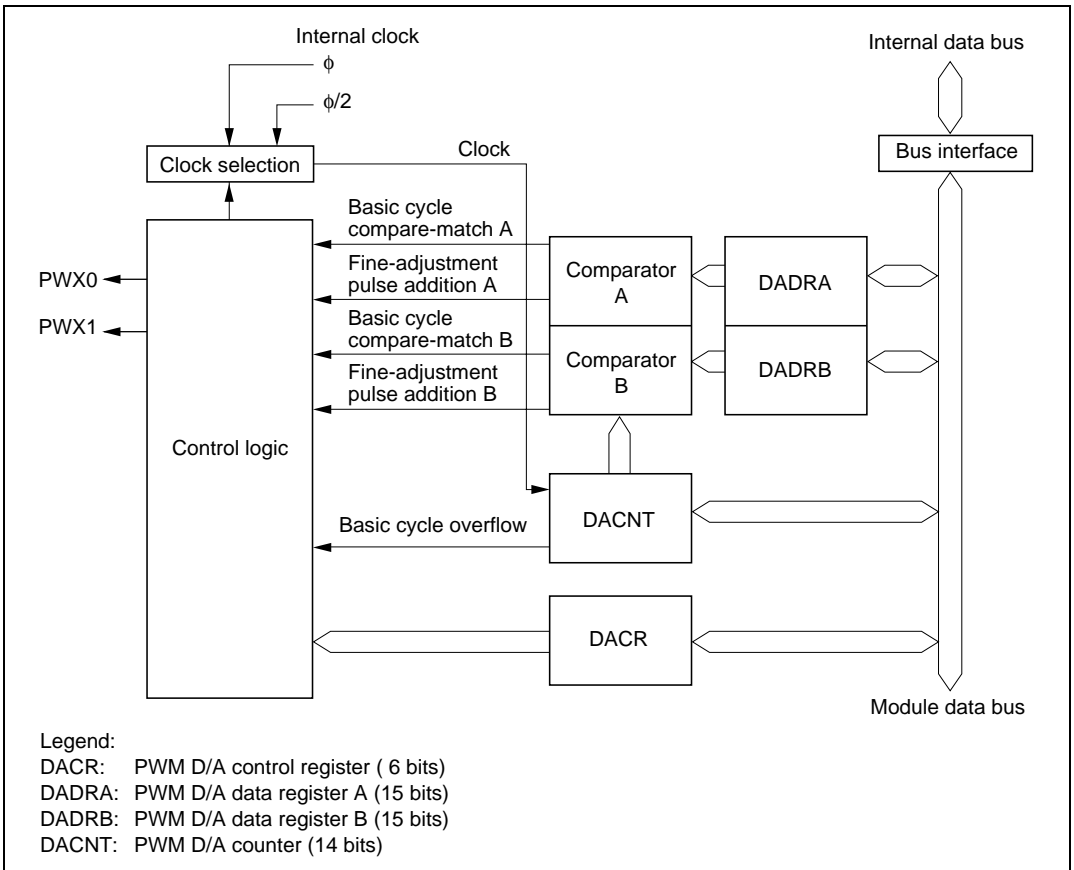 Internal clock
ϕ
ϕ/2
Internal data bus
Clock selection
Clock
Bus interface
Basic cycle
compare-match A
Fine-adjustment
pulse addition A
Basic cycle
compare-match B
Fine-adjustment
pulse addition B
Comparator
A
DADRA
Comparator
B
DADRB
PWX0
PWX1
Control logic
Basic cycle overflow
DACNT
DACR
Module data bus
Legend:
DACR: PWM D/A control register ( 6 bits)
DADRA: PWM D/A data register A (15 bits)
DADRB: PWM D/A data register B (15 bits)
DACNT: PWM D/A counter (14 bits)